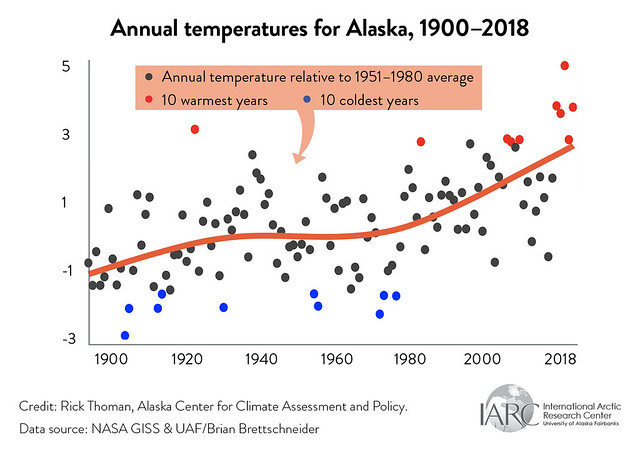 Annual temperatures for Alaska, 1900–2018
5
Annual temperature relative to 1951–1980 average
10 warmest years
10 coldest years
3
1
-1
-3
1900
1920
1940
1960
1980
2000
2018
Credit: Rick Thoman, Alaska Center for Climate Assessment and Policy.
Data source: NASA GISS & UAF/Brian Brettschneider
IARC
International Arctic
Research Center
University of Alaska Fairbanks